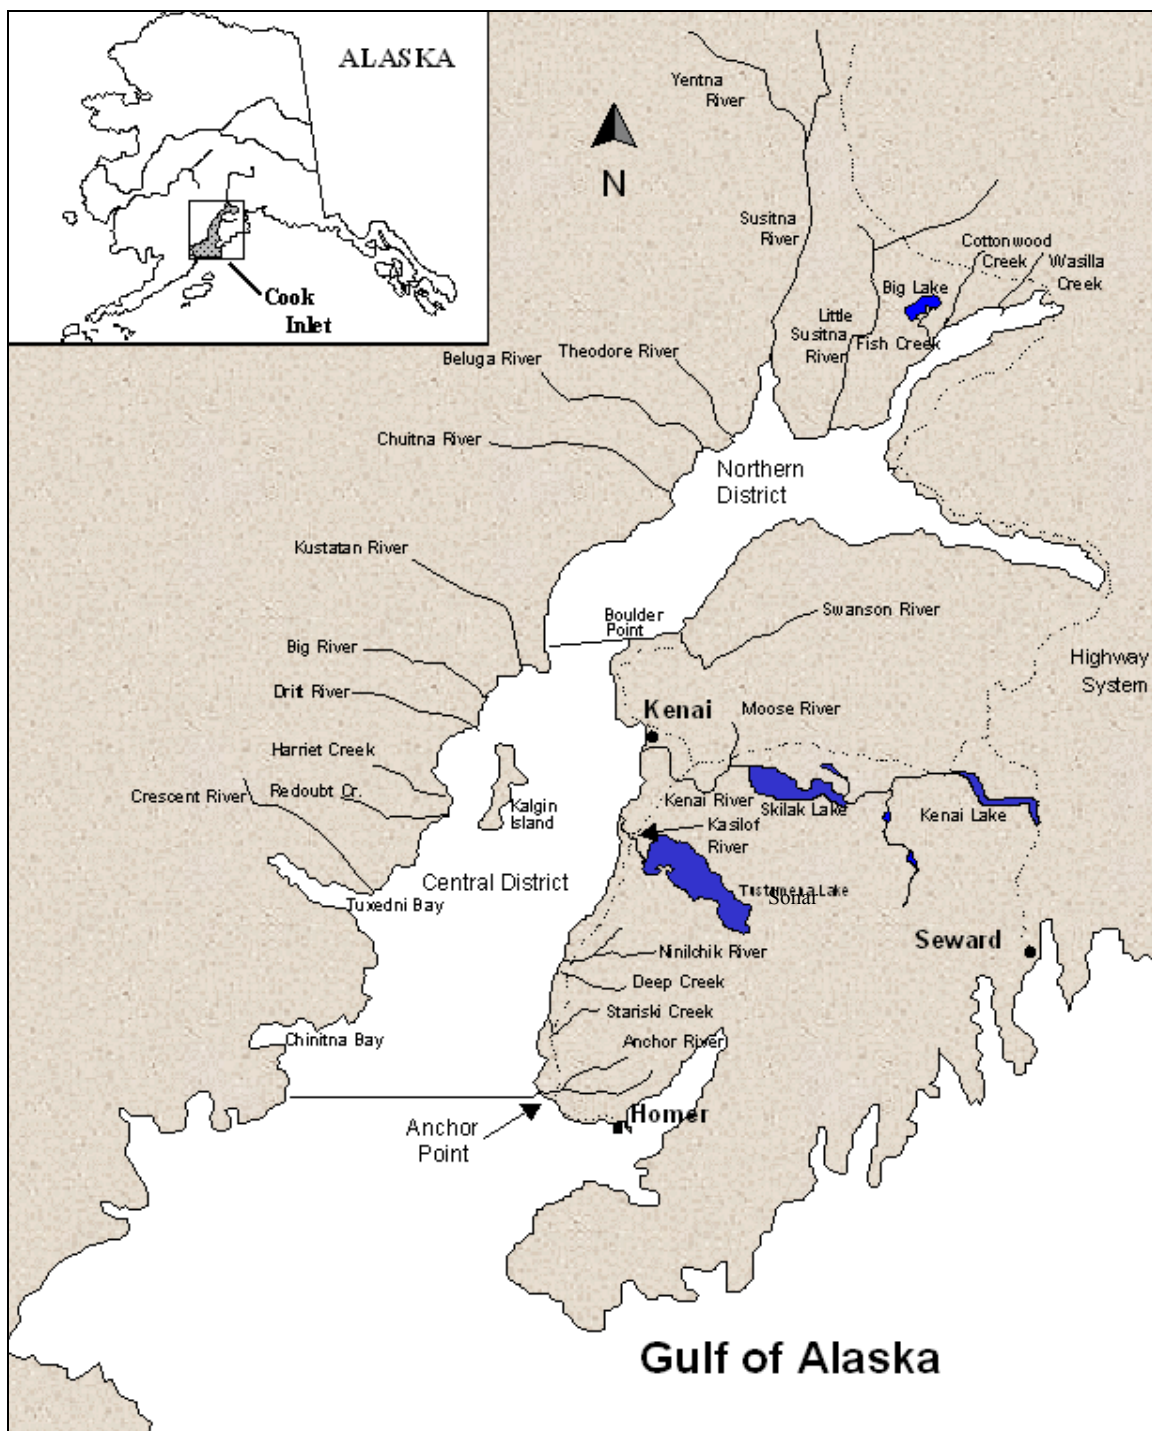 ALASKA
Cook
Inlet
Yentna
River
N
Susitna
River
Cottonwood
Creek
Wasilla
Creek
Big Lake
Little
Susitna
River
Fish Creek
Theodore River
Beluga River
Chuitna River
Northern
District
Kustatan River
Boulder
Point
Swanson River
Big River
Drift River
Highway
System
Kenai
Moose River
Harriet Creek
Redoubt Cr.
Crescent River
Kalgin
Island
Kenai River
Skilak Lake
Kenai Lake
Kasilof
River
Central District
Tustumena Lake
Sonar
Tuxedni Bay
Seward
Ninilchik River
Deep Creek
Stariski Creek
Chinitna Bay
Anchor River
Homer
Anchor
Point
Gulf of Alaska